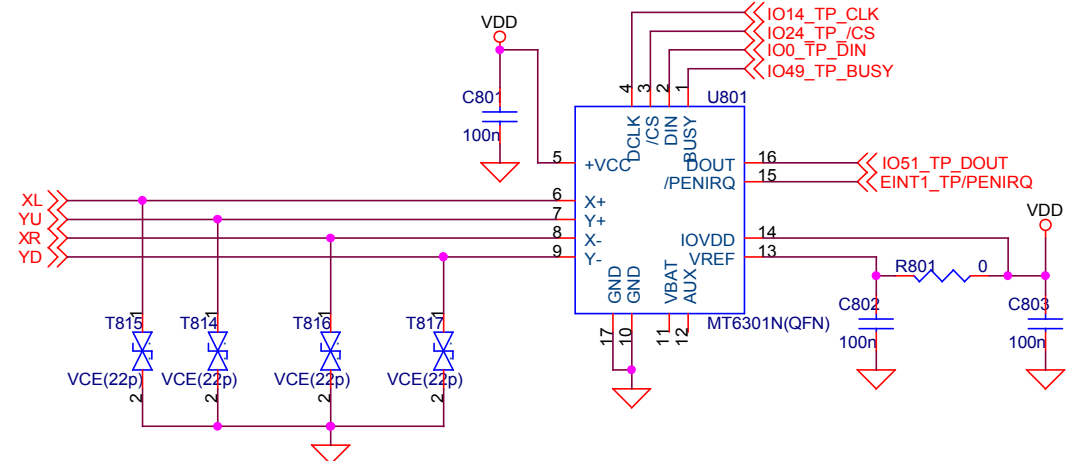 IO14_TP_CLK
VDD
IO24_TP_/CS
IO0_TP_DIN
IO49_TP_BUSY
4
3
2
1
C801
U801
100n
DCLK
/CS
DIN
BUSY
5
+VCC
DOUT
16
IO51_TP_DOUT
/PENIRQ
15
EINT1_TP/PENIRQ
XL
6
X+
YU
7
Y+
VDD
XR
8
X-
IOVDD
14
YD
9
Y-
VREF
13
R801
0
GND
GND
VBAT
AUX
C802
C803
T815
1
T814
1
T816
1
T817
1
MT6301N(QFN)
17
10
11
12
100n
100n
VCE(22p)
VCE(22p)
VCE(22p)
VCE(22p)
2
2
2
2